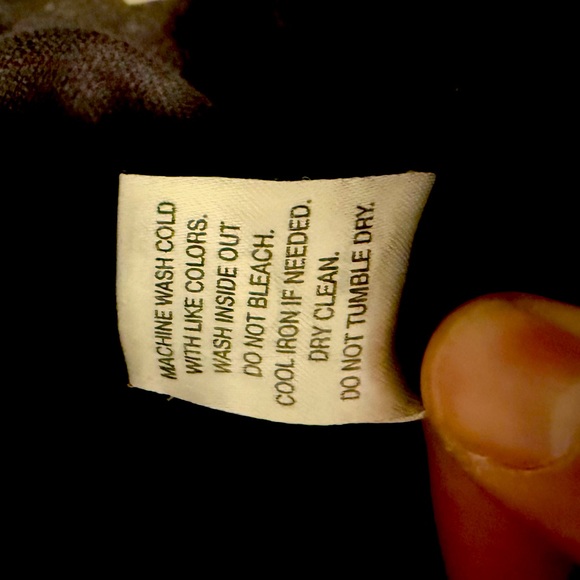 MACHINE WASH COLD
WITH LIKE COLORS.
WASH INSIDE OUT
DO NOT BLEACH.
COOL IRON IF NEEDED.
DRY CLEAN.
DO NOT TUMBLE DRY.